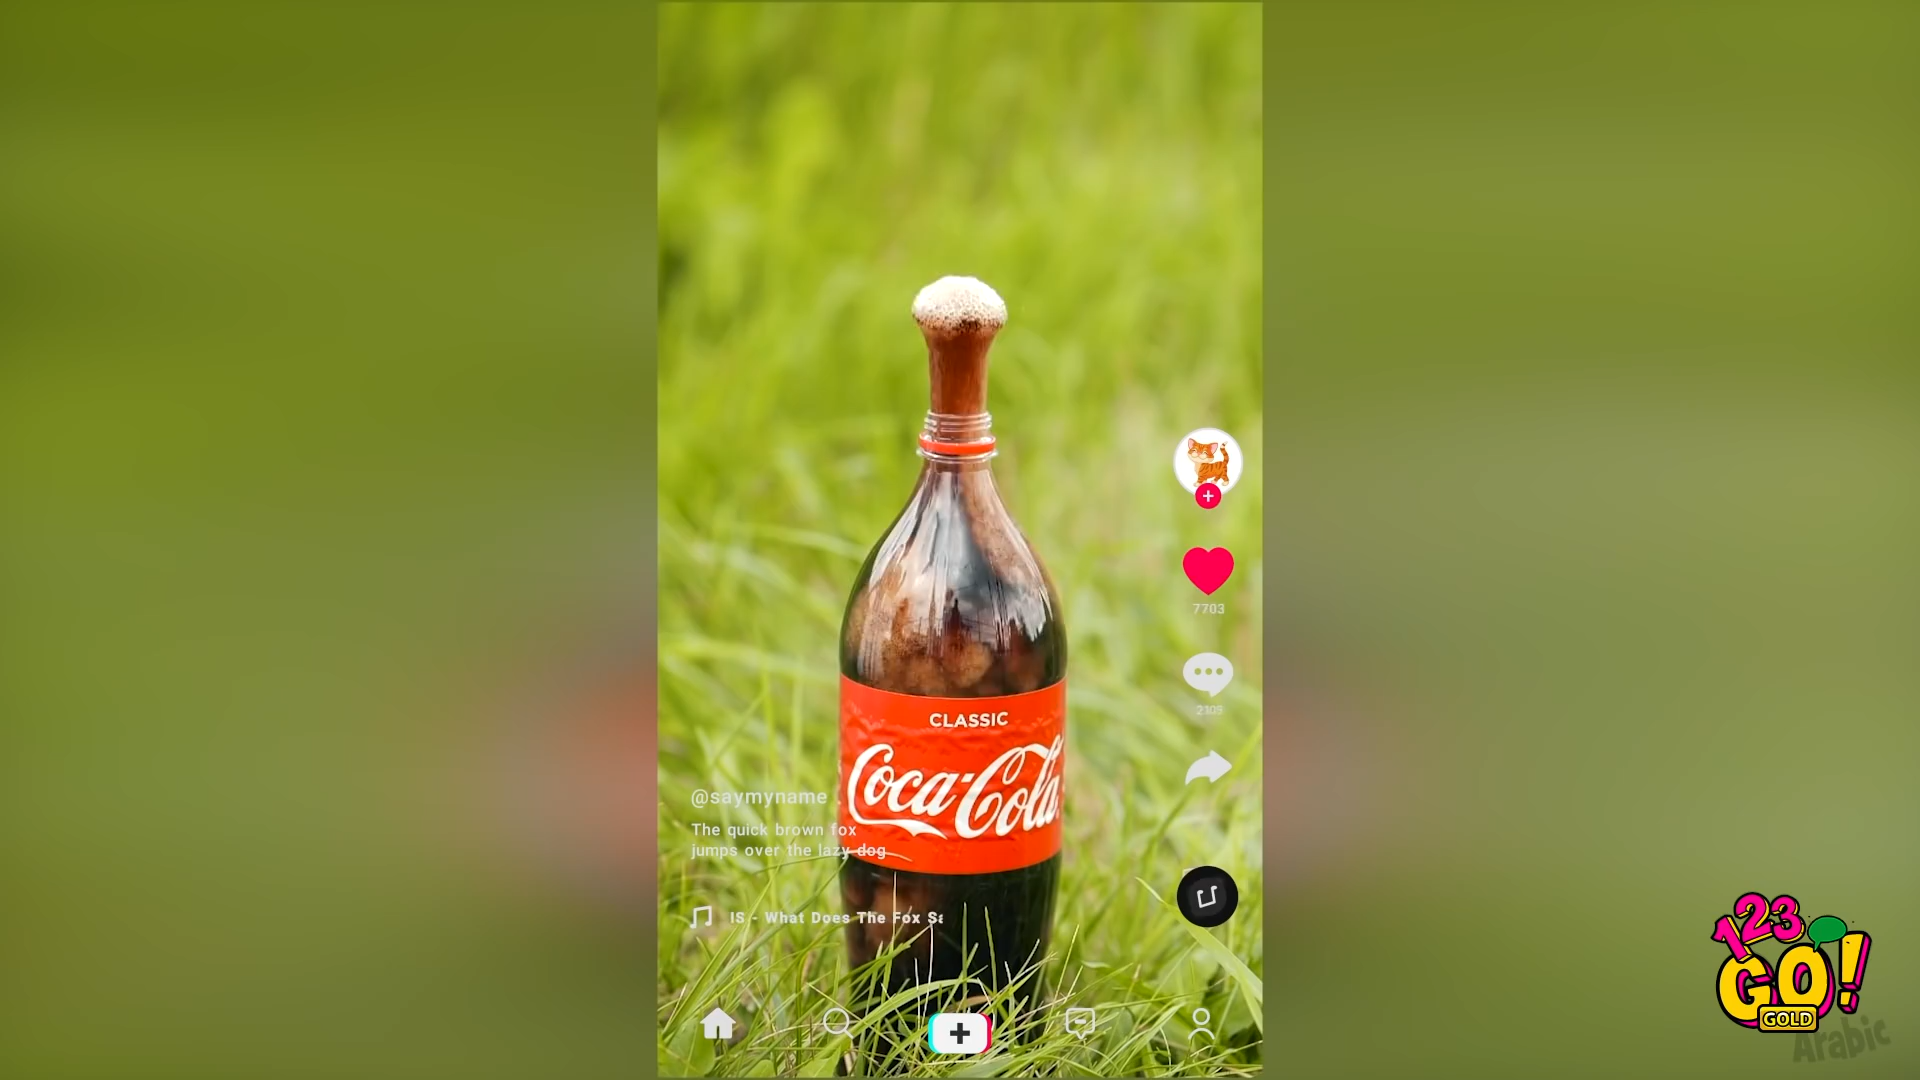 CLASSIC
Coca-Cola
7703
2109
@saymyname
The quick brown fox
jumps over the lazy dog
IS - What Does The Fox Sa
123
GO!
GOLD
Arabic